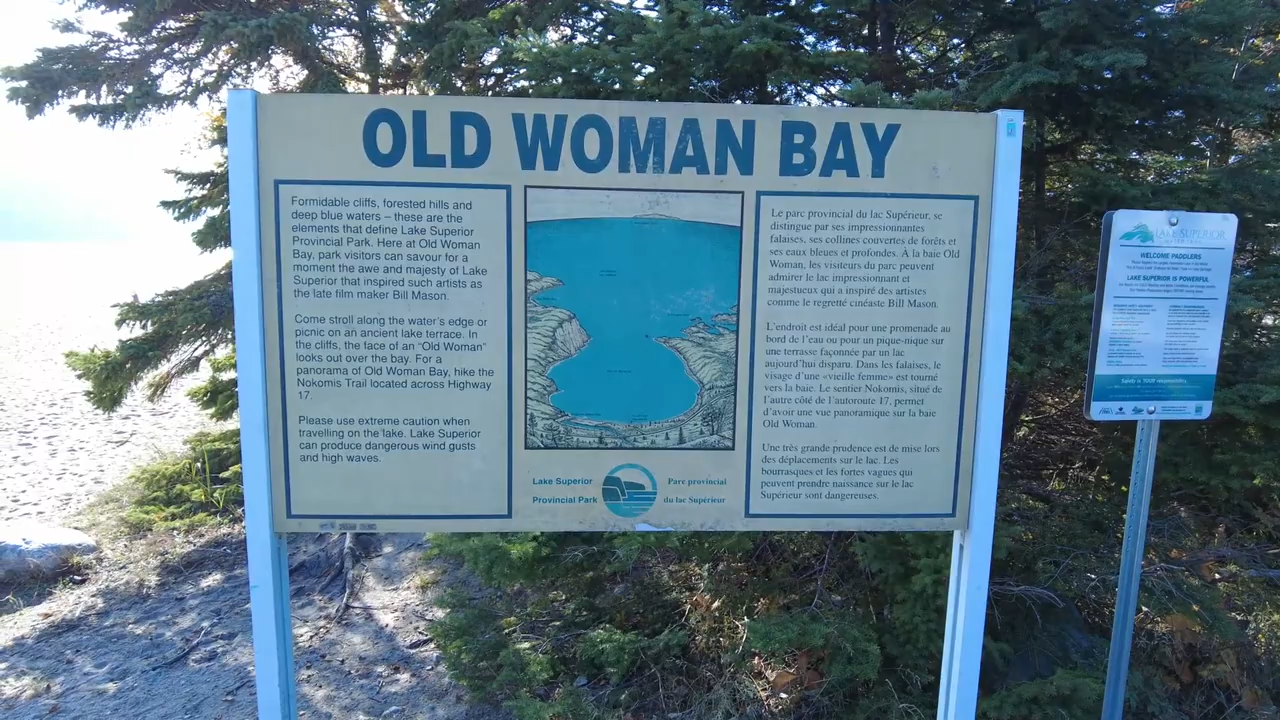 OLD WOMAN BAY
Formidable cliffs, forested hills and
deep blue waters – these are the
elements that define Lake Superior
Provincial Park. Here at Old Woman
Bay, park visitors can savour for a
moment the awe and majesty of Lake
Superior that inspired such artists as
the late film maker Bill Mason.
Come stroll along the water's edge or
picnic on an ancient lake terrace. In
the cliffs, the face of an "Old Woman"
looks out over the bay. For a
panorama of Old Woman Bay, hike the
Nokomis Trail located across Highway
17.
Please use extreme caution when
travelling on the lake. Lake Superior
can produce dangerous wind gusts
and high waves.
Le parc provincial du lac Supérieur, se
distingue par ses impressionnantes
falaises, ses collines couvertes de forêts et
ses eaux bleues et profondes. À la baie Old
Woman, les visiteurs du parc peuvent
admirer le lac impressionnant et
majestueux qui a inspiré des artistes
comme le regretté cinéaste Bill Mason.
L'endroit est idéal pour une promenade au
bord de l'eau ou pour un pique-nique sur
une terrasse façonnée par un lac
aujourd'hui disparu. Dans les falaises, le
visage d'une «vieille femme» est tourné
vers la baie. Le sentier Nokomis, situé de
l'autre côté de l'autoroute 17, permet
d'avoir une vue panoramique sur la baie
Old Woman.
Une très grande prudence est de mise lors
des déplacements sur le lac. Les
bourrasques et les fortes vagues qui
peuvent prendre naissance sur le lac
Supérieur sont dangereuses.
Lake Superior
Provincial Park
Parc provincial
du lac Supérieur
LAKE SUPERIOR
WELCOME PADDLERS
LAKE SUPERIOR IS POWERFUL
Safety is YOUR responsibility